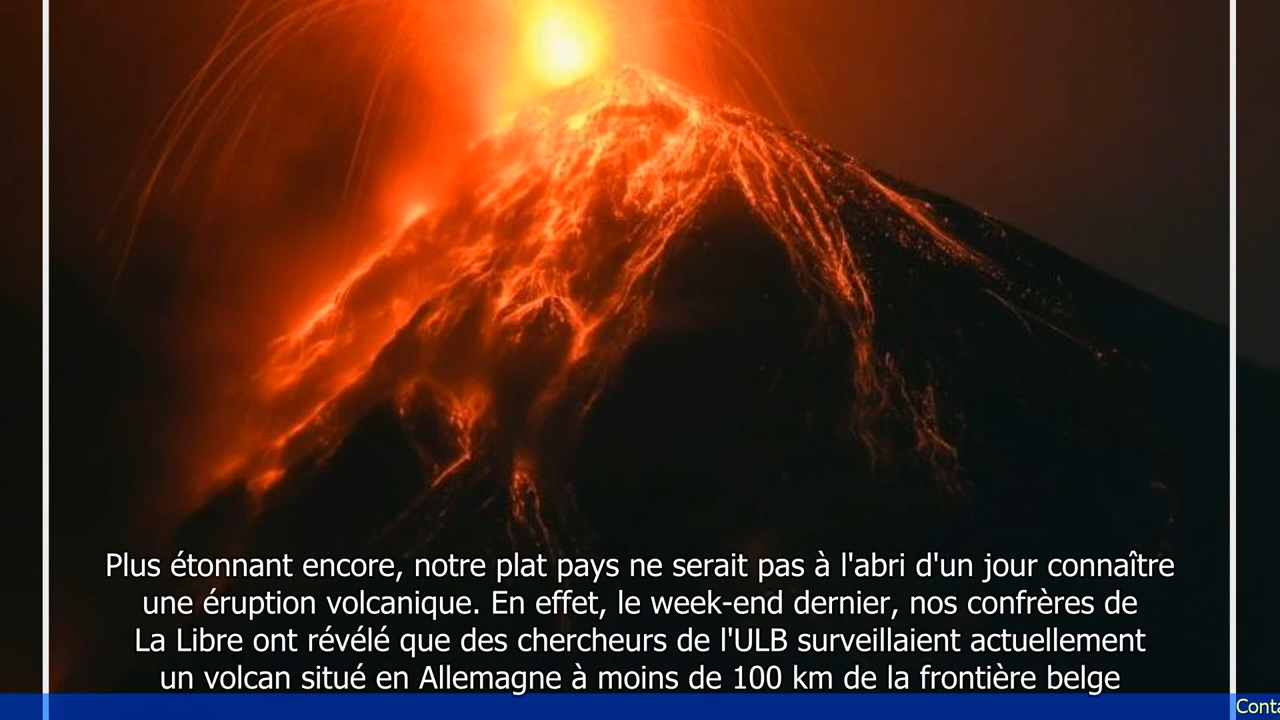 Plus étonnant encore, notre plat pays ne serait pas à l'abri d'un jour connaître
une éruption volcanique. En effet, le week-end dernier, nos confrères de
La Libre ont révélé que des chercheurs de l'ULB surveillaient actuellement
un volcan situé en Allemagne à moins de 100 km de la frontière belge